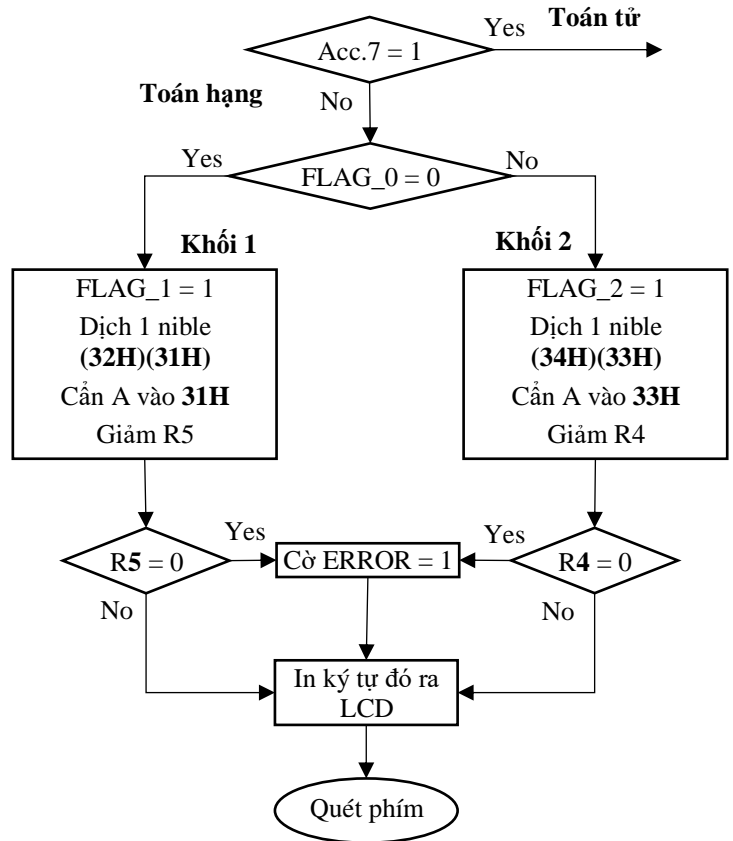 Yes
Toán tử
Acc.7 = 1
Toán hạng
No
Yes
No
FLAG_0 = 0
Khối 1
Khối 2
FLAG_1 = 1
Dịch 1 nible
(32H)(31H)
Cẩn A vào 31H
Giảm R5
FLAG_2 = 1
Dịch 1 nible
(34H)(33H)
Cẩn A vào 33H
Giảm R4
R5 = 0
Yes
Cờ ERROR = 1
Yes
R4 = 0
No
No
In ký tự đó ra
LCD
Quét phím